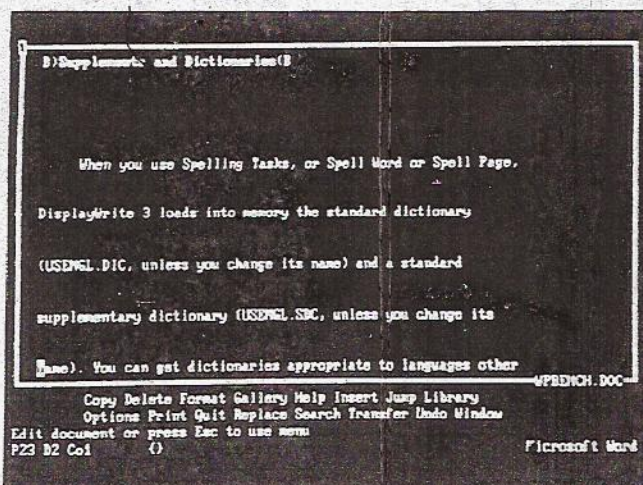 B)Supplements and Dictionaries(B
When you use Spelling Tasks, or Spell Word or Spell Page,
DisplayWrite 3 loads into memory the standard dictionary
(USENGL.DIC, unless you change its name) and a standard
supplementary dictionary (USENGL.SDC, unless you change its
name). You can get dictionaries appropriate to languages other
WPBENCH.DOC
Copy Delete Format Gallery Help Insert Jump Library
Options Print Quit Replace Search Transfer Undo Window
Edit document or press Esc to use menu
P23 D2 Co1 {} Microsoft Word